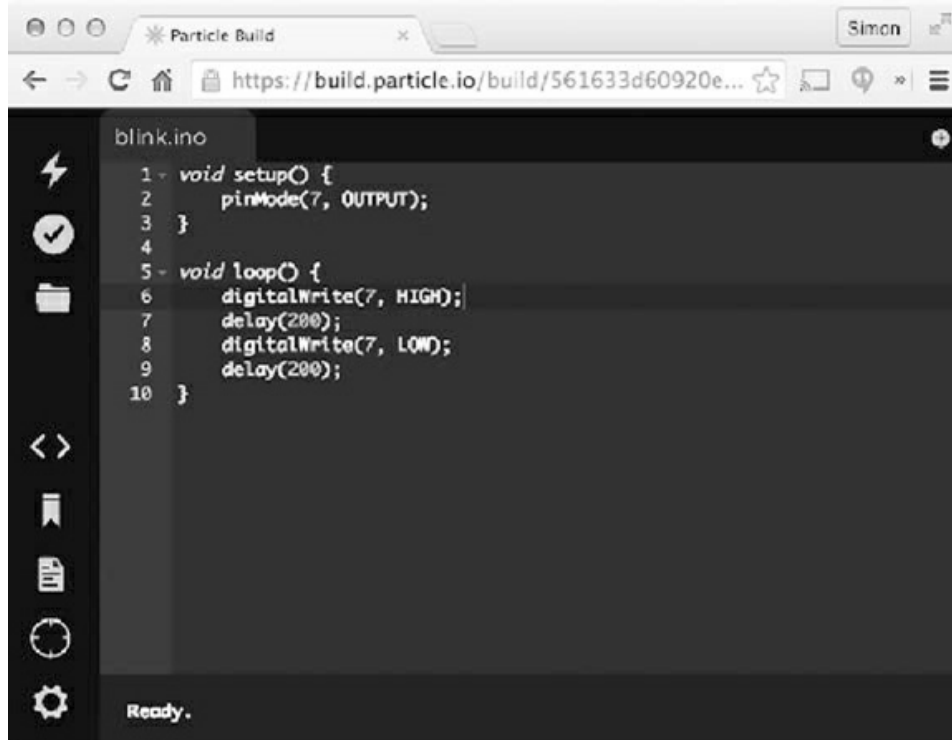 Particle Build
Simon
https://build.particle.io/build/561633d60920e...
blink.ino
1 void setup() {
2 pinMode(7, OUTPUT);
3 }
4
5 void loop() {
6 digitalWrite(7, HIGH);
7 delay(200);
8 digitalWrite(7, LOW);
9 delay(200);
10 }
Ready.